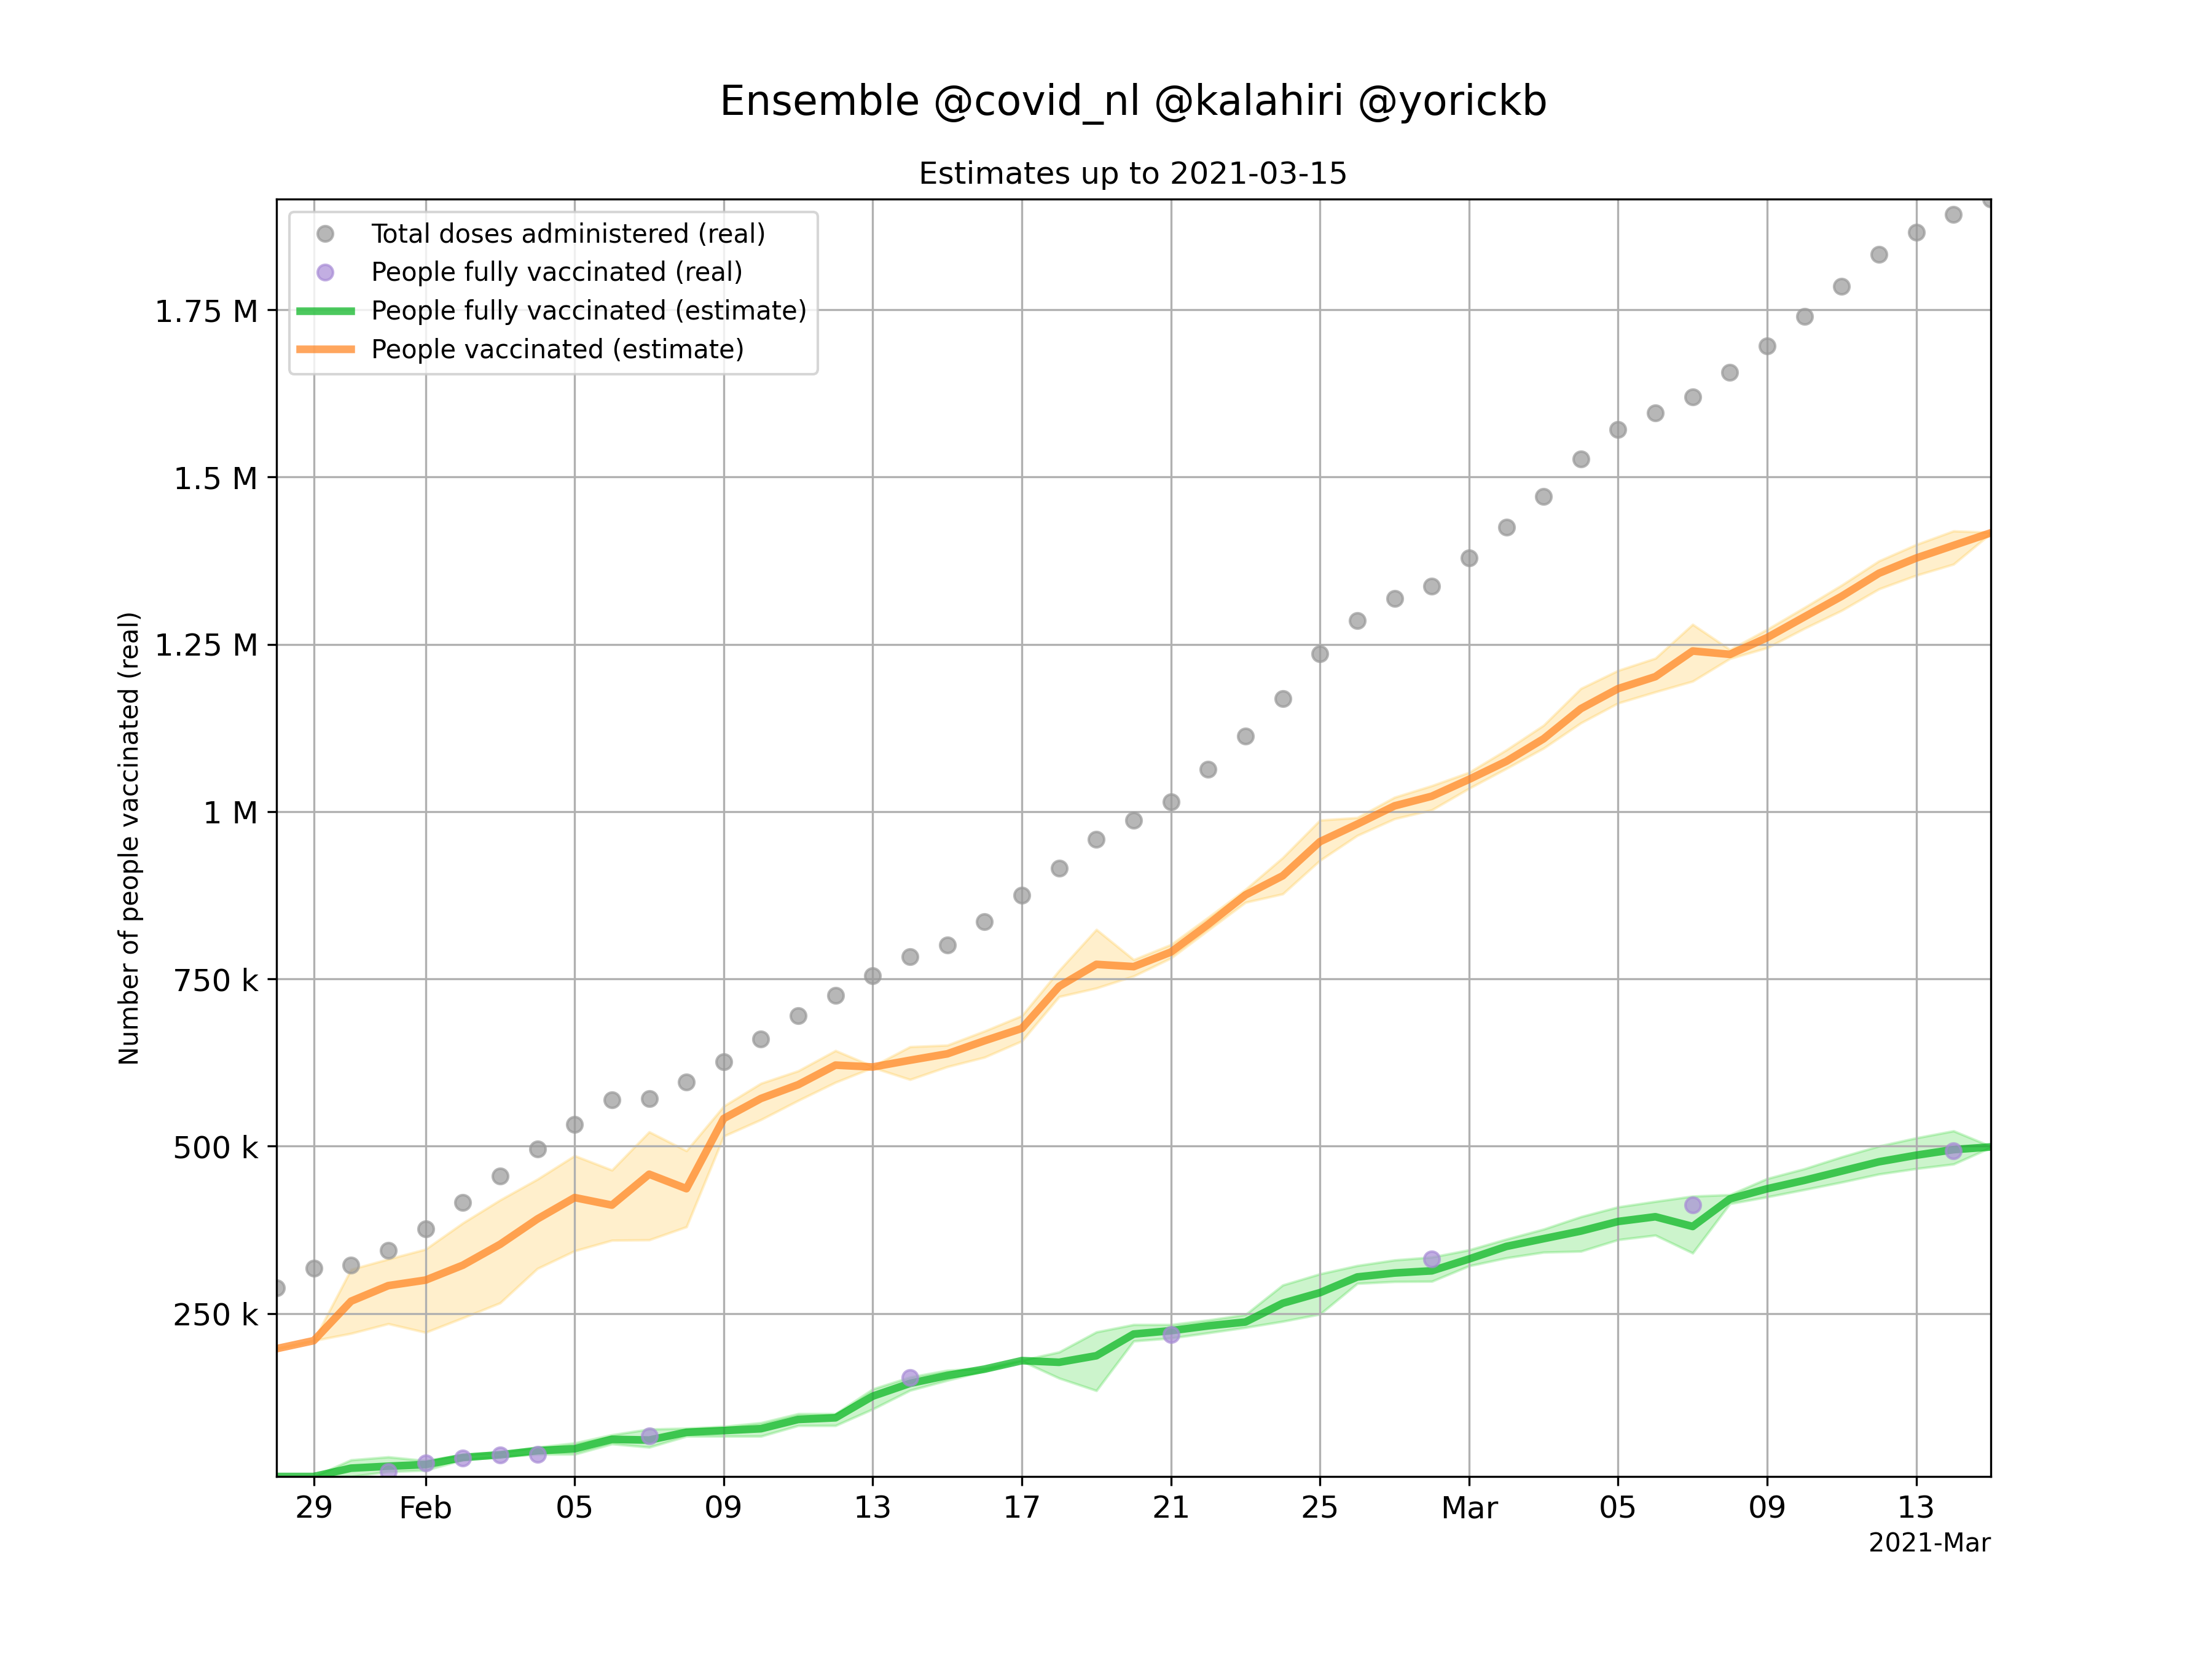 Ensemble @covid_nl @kalahiri @yorickb
Estimates up to 2021-03-15
Total doses administered (real)
People fully vaccinated (real)
People fully vaccinated (estimate)
People vaccinated (estimate)
Number of people vaccinated (real)
1.75 M
1.5 M
1.25 M
1 M
750 k
500 k
250 k
29 Feb 05 09 13 17 21 25 Mar 05 09 13
2021-Mar